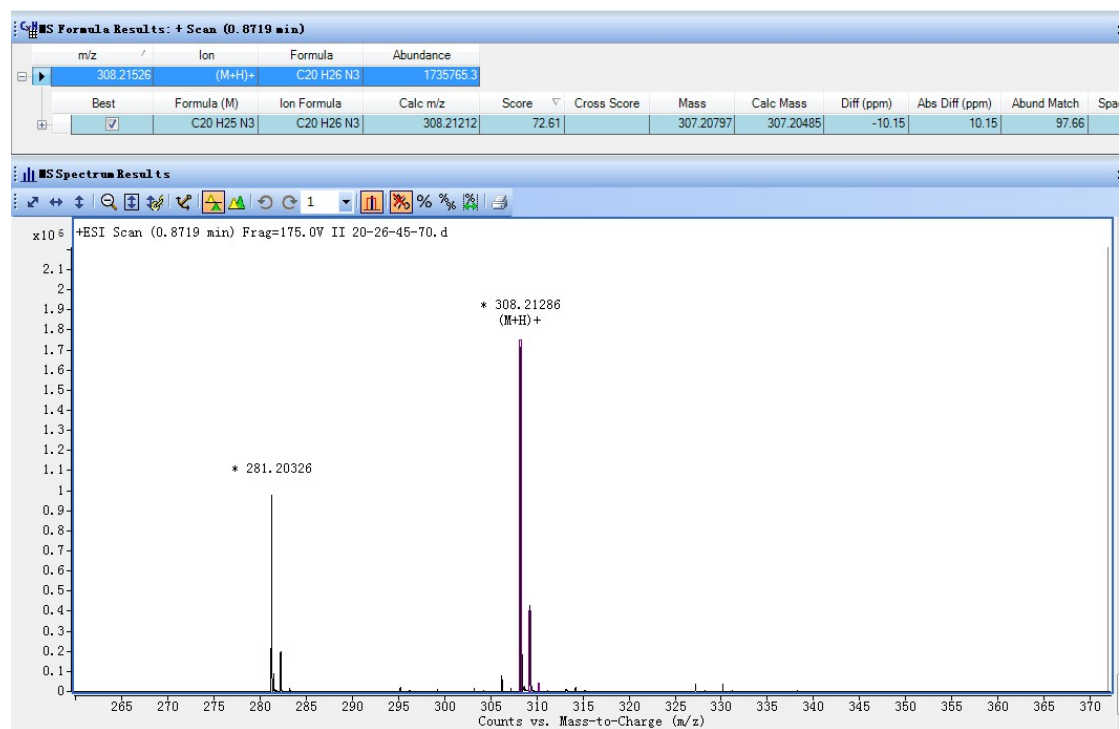 MS Formula Results: + Scan (0.8719 min)
m/z Ion Formula Abundance
308.21526 (M+H)+ C20 H26 N3 1735765.3
Best Formula (M) Ion Formula Calc m/z Score Cross Score Mass Calc Mass Diff (ppm) Abs Diff (ppm) Abund Match Spa
C20 H25 N3 C20 H26 N3 308.21212 72.61 307.20797 307.20485 -10.15 10.15 97.66
MS Spectrum Results
1 % %
x10 6 +ESI Scan (0.8719 min) Frag=175.0V II 20-26-45-70.d
2.1
2
1.9
1.8
1.7
1.6
1.5
1.4
1.3
1.2
1.1
1
0.9
0.8
0.7
0.6
0.5
0.4
0.3
0.2
0.1
0
* 308.21286
(M+H)+
* 281.20326
265 270 275 280 285 290 295 300 305 310 315 320 325 330 335 340 345 350 355 360 365 370
Counts vs. Mass-to-Charge (m/z)